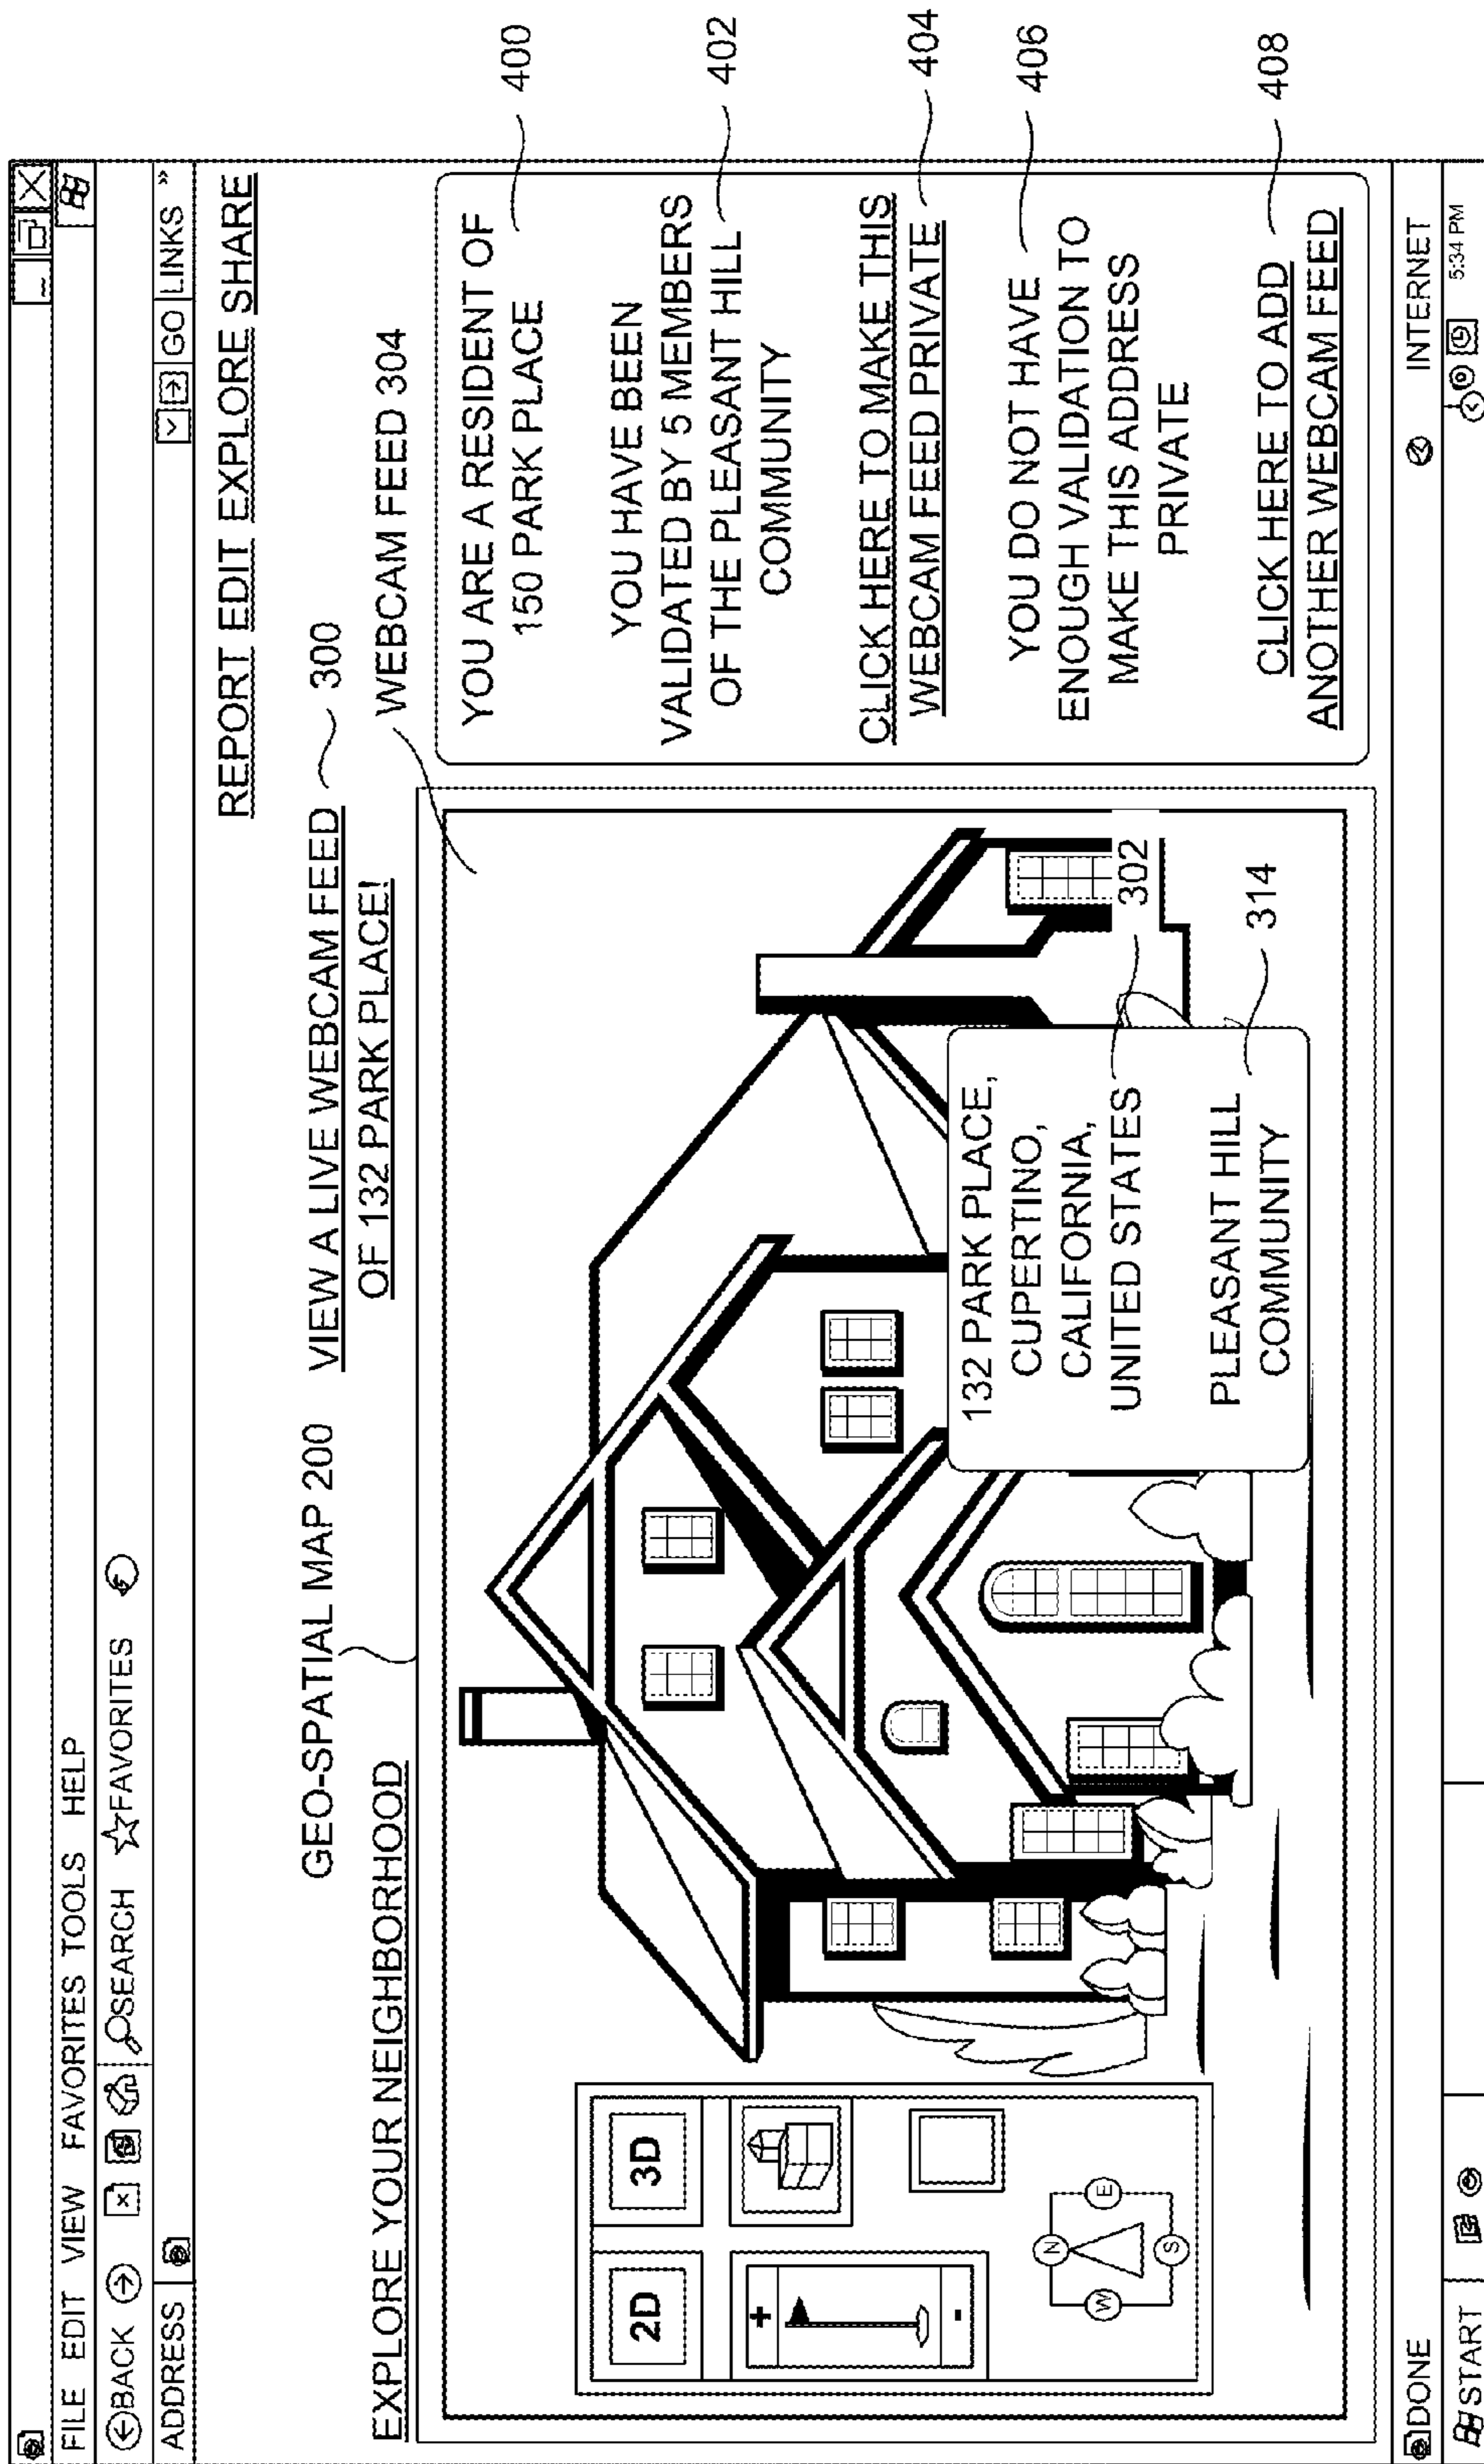 FILE EDIT VIEW FAVORITES TOOLS HELP
BACK SEARCH FAVORITES
ADDRESS GO LINKS »
REPORT EDIT EXPLORE SHARE
GEO-SPATIAL MAP 200
VIEW A LIVE WEBCAM FEED 300
OF 132 PARK PLACE!
WEBCAM FEED 304
EXPLORE YOUR NEIGHBORHOOD
2D 3D
+
-
N
W E
S
132 PARK PLACE,
CUPERTINO,
CALIFORNIA,
UNITED STATES 302
PLEASANT HILL 314
COMMUNITY
YOU ARE A RESIDENT OF
150 PARK PLACE 400
YOU HAVE BEEN
VALIDATED BY 5 MEMBERS
OF THE PLEASANT HILL 402
COMMUNITY
CLICK HERE TO MAKE THIS
WEBCAM FEED PRIVATE 404
YOU DO NOT HAVE 406
ENOUGH VALIDATION TO
MAKE THIS ADDRESS
PRIVATE
CLICK HERE TO ADD 408
ANOTHER WEBCAM FEED
DONE INTERNET
START 5:34 PM